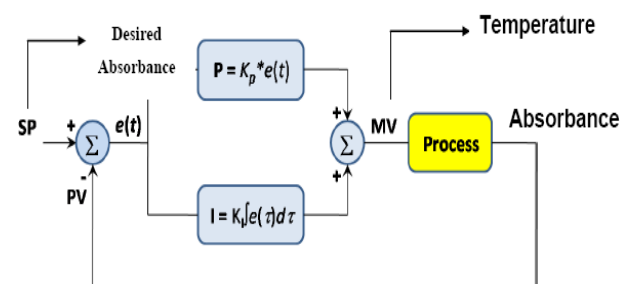 Desired
Absorbance
P = Kp*e(t)
Temperature
SP
+
Σ
e(t)
+
Σ
+
MV
Process
Absorbance
-
PV
I = Kᵢ∫e(τ)dτ